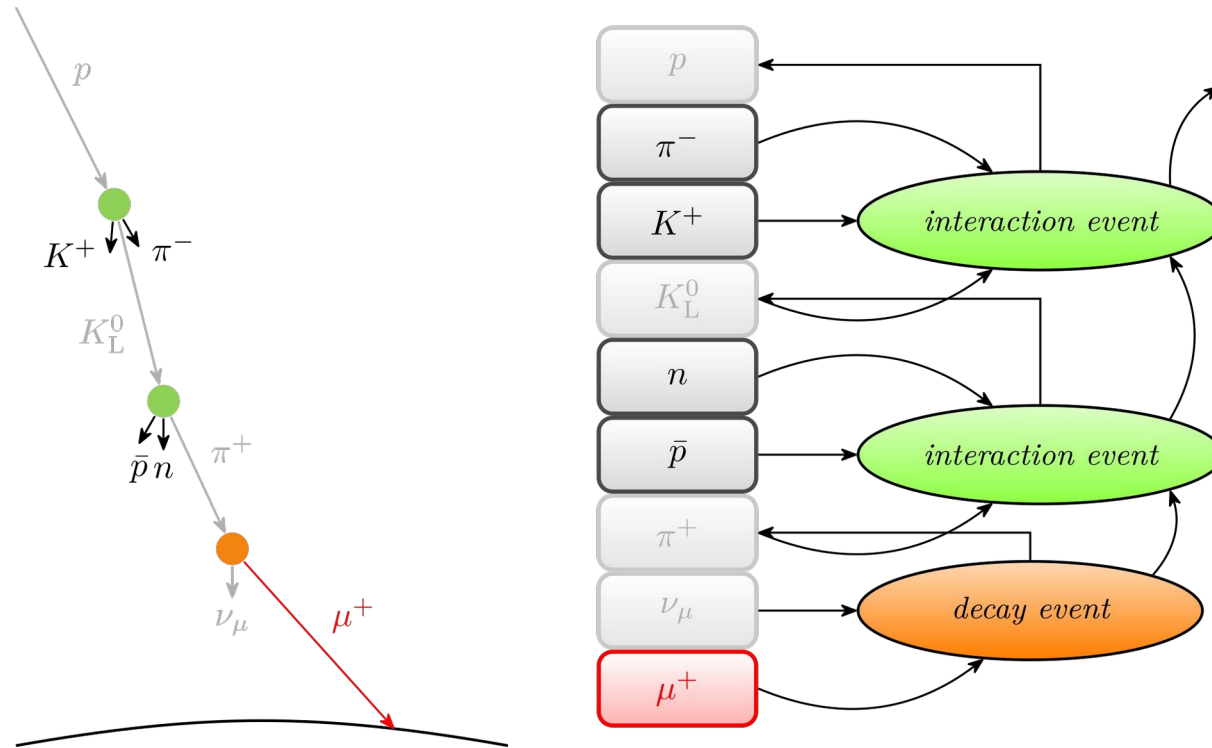 p
K⁺
π⁻
K⁰_L
π⁺
p̄ n
ν_μ
μ⁺
p
π⁻
K⁺
interaction event
K⁰_L
n
p̄
interaction event
π⁺
ν_μ
decay event
μ⁺